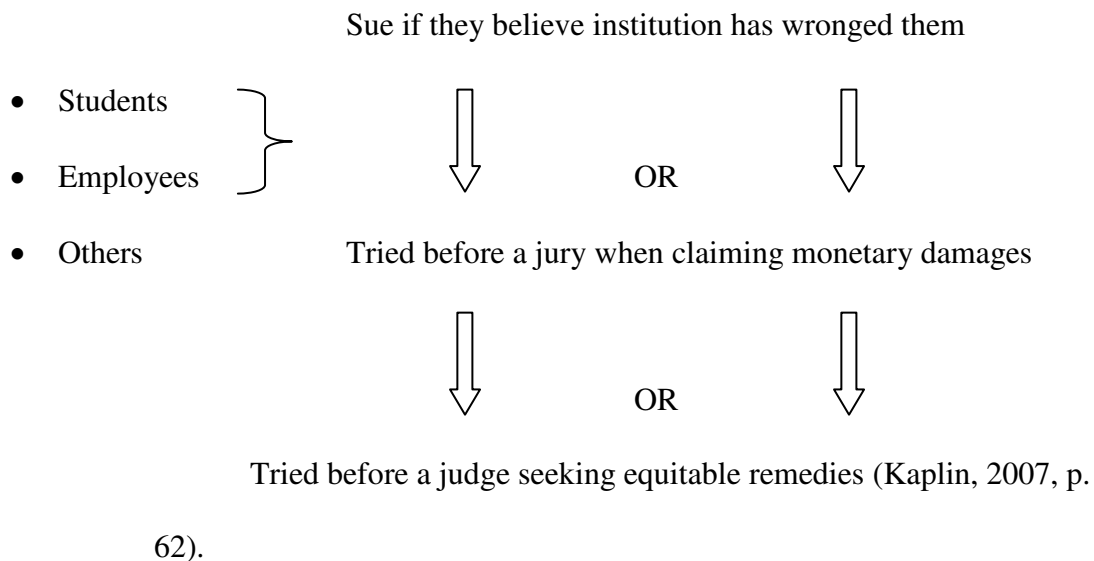 Sue if they believe institution has wronged them
• Students
• Employees OR
• Others Tried before a jury when claiming monetary damages
OR
Tried before a judge seeking equitable remedies (Kaplin, 2007, p.
62).